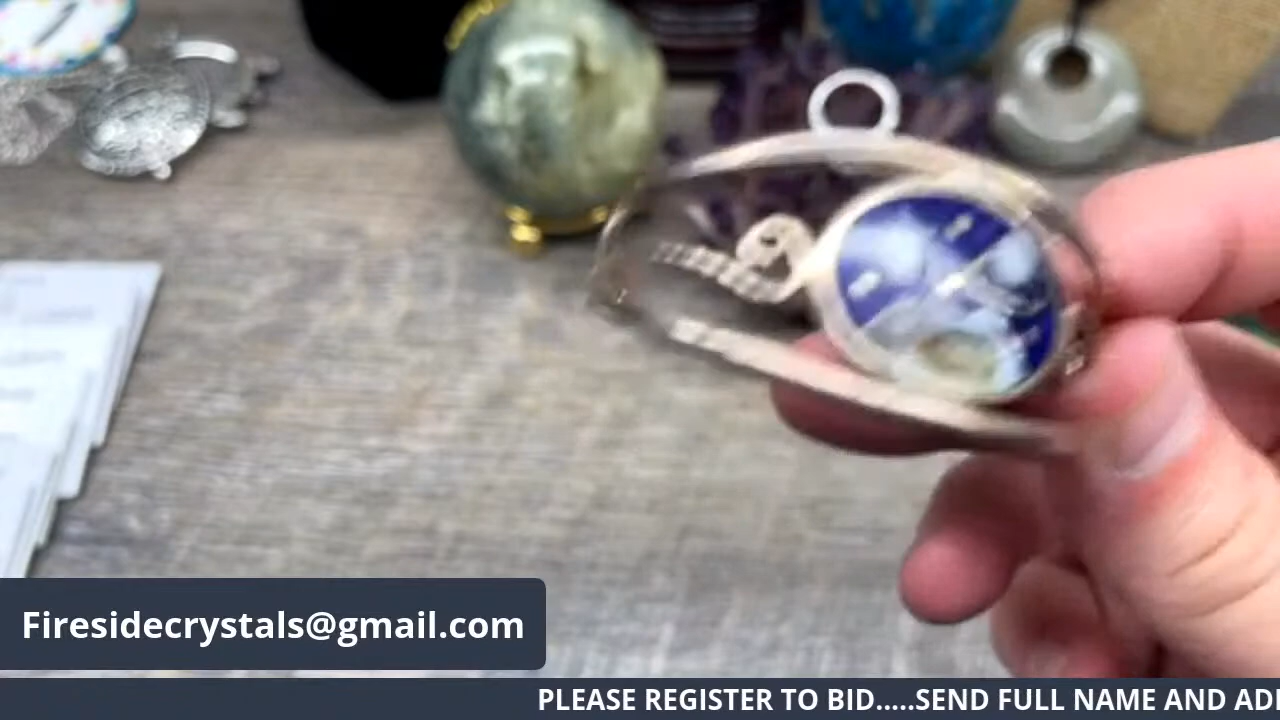 Firesidecrystals@gmail.com
PLEASE REGISTER TO BID.....SEND FULL NAME AND AD